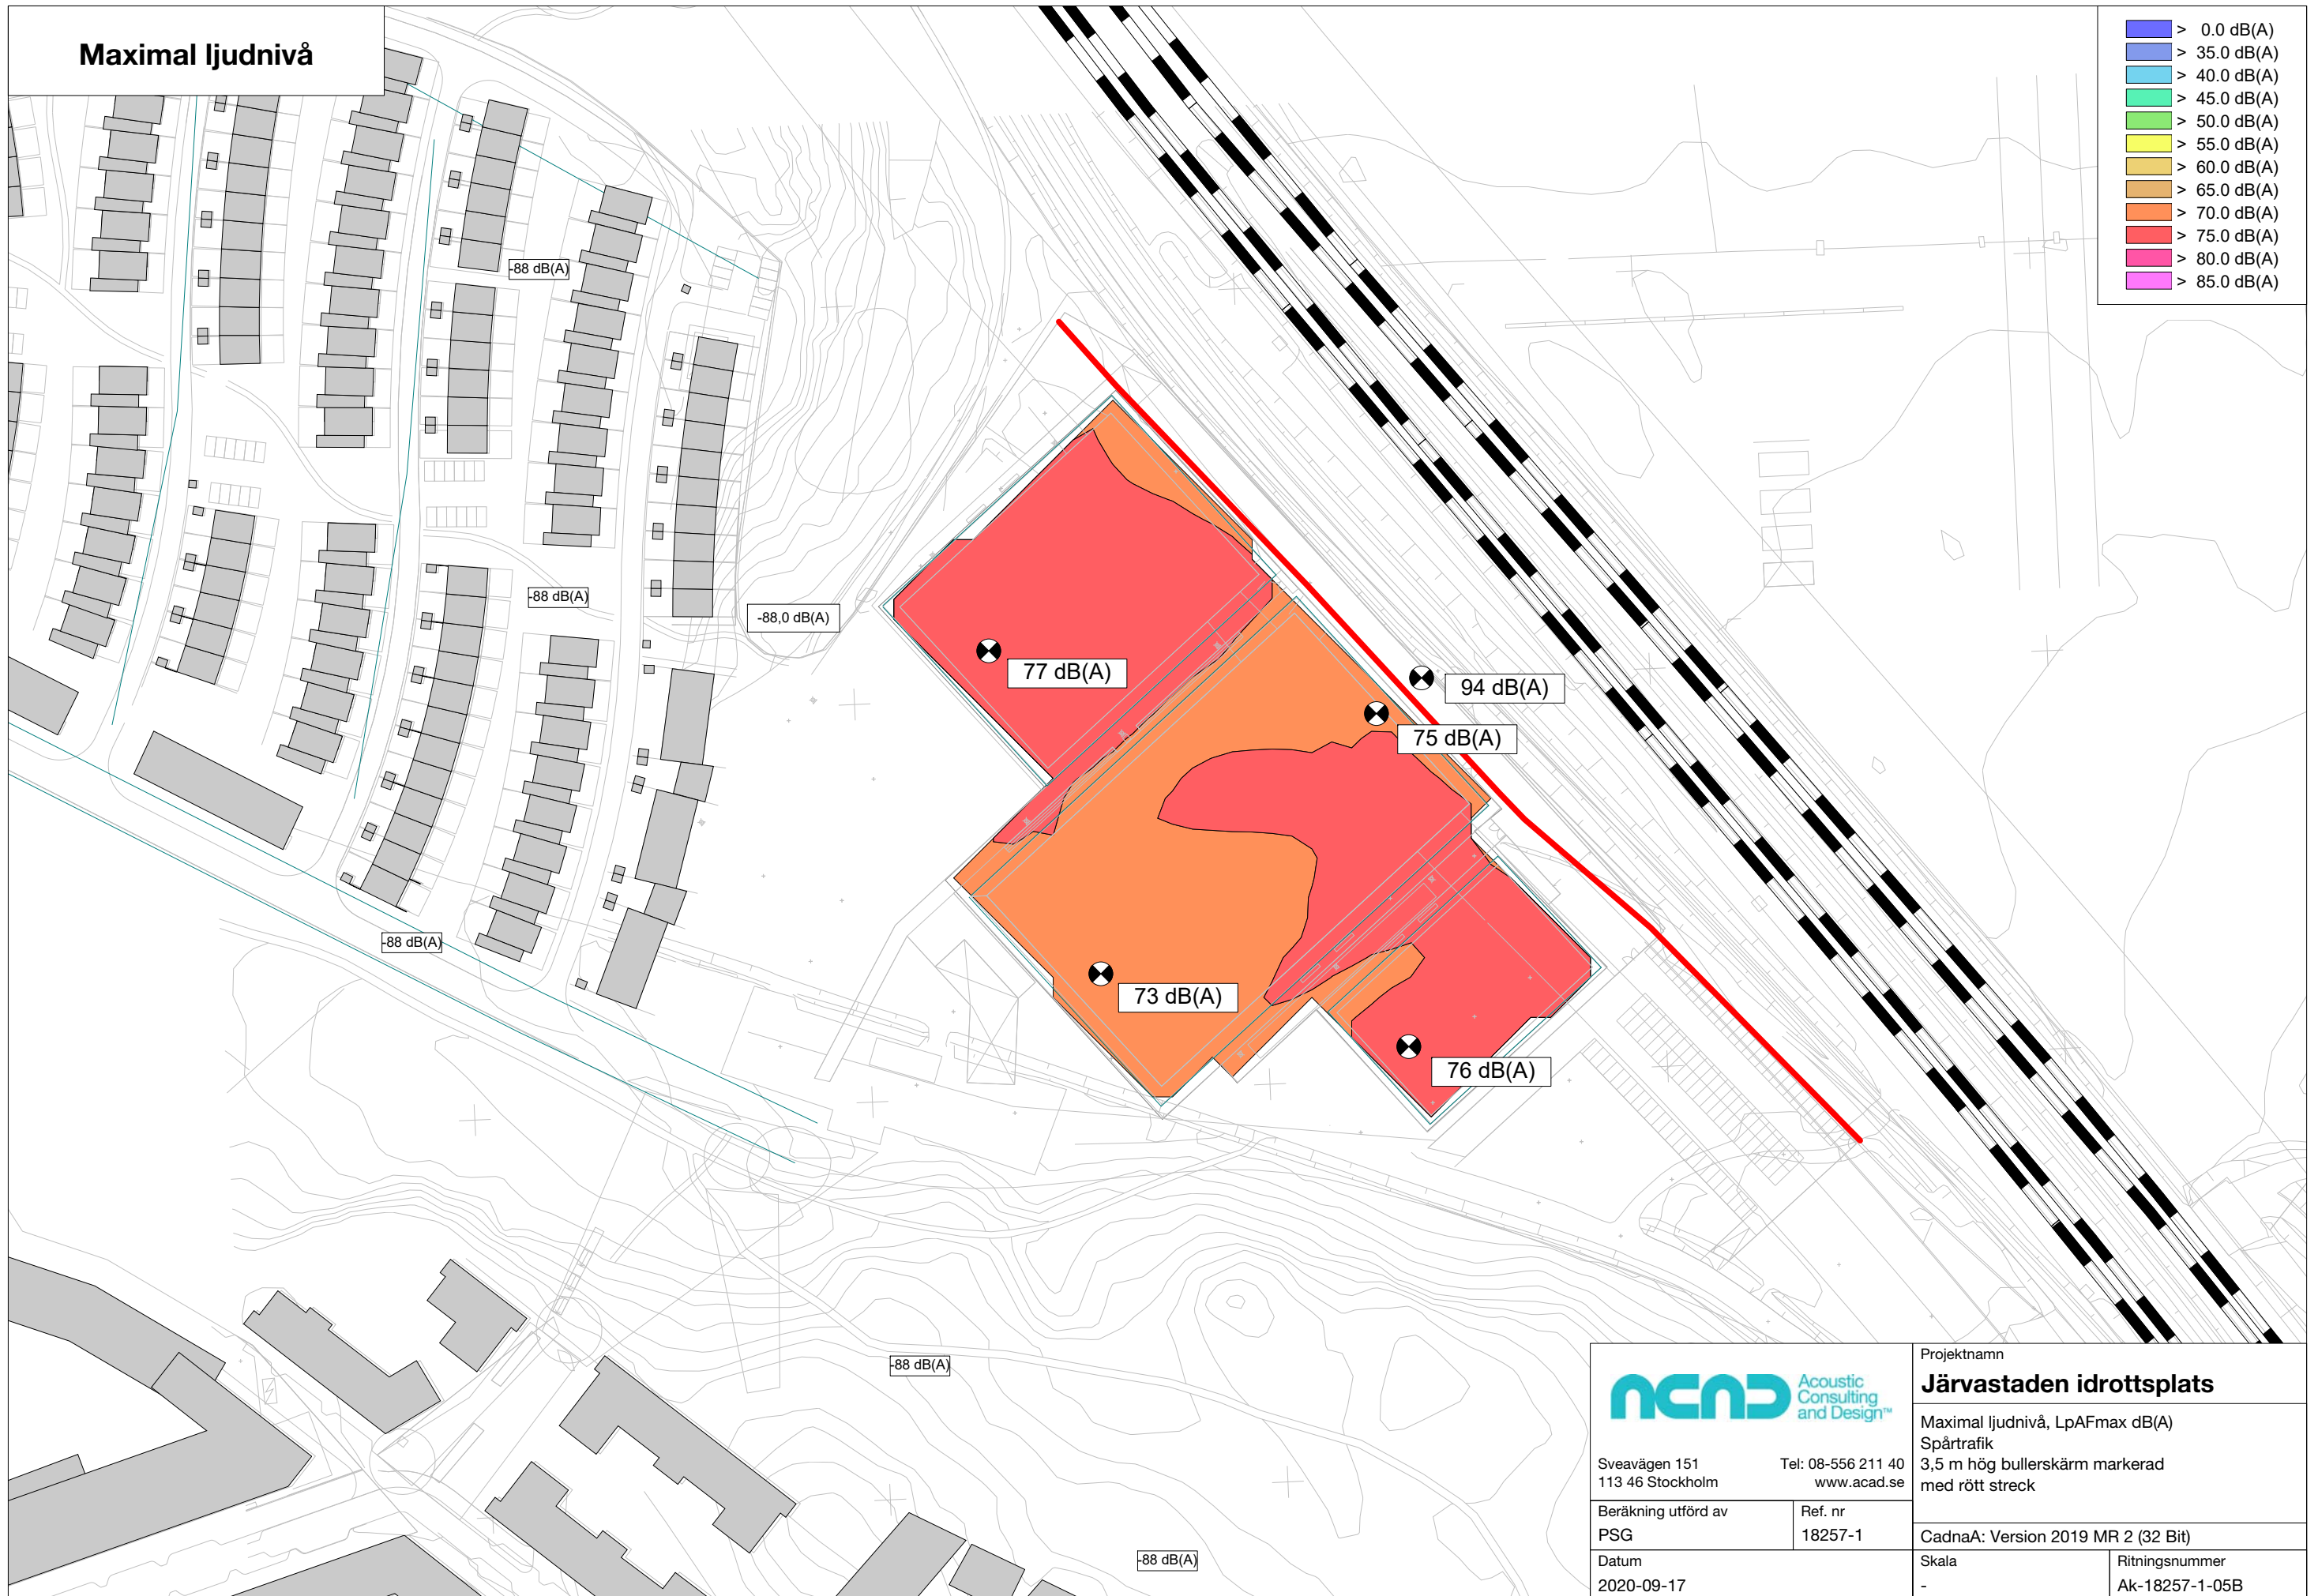 Maximal ljudnivå
> 0.0 dB(A)
> 35.0 dB(A)
> 40.0 dB(A)
> 45.0 dB(A)
> 50.0 dB(A)
> 55.0 dB(A)
> 60.0 dB(A)
> 65.0 dB(A)
> 70.0 dB(A)
> 75.0 dB(A)
> 80.0 dB(A)
> 85.0 dB(A)
-88 dB(A)
-88 dB(A)
-88,0 dB(A)
77 dB(A)
94 dB(A)
75 dB(A)
-88 dB(A)
73 dB(A)
76 dB(A)
-88 dB(A)
-88 dB(A)
ACAD
Acoustic
Consulting
and Design™
Sveavägen 151
113 46 Stockholm
Tel: 08-556 211 40
www.acad.se
Beräkning utförd av
PSG
Ref. nr
18257-1
Datum
2020-09-17
Projektnamn
Järvastaden idrottsplats
Maximal ljudnivå, LpAFmax dB(A)
Spårtrafik
3,5 m hög bullerskärm markerad
med rött streck
CadnaA: Version 2019 MR 2 (32 Bit)
Skala
-
Ritningsnummer
Ak-18257-1-05B